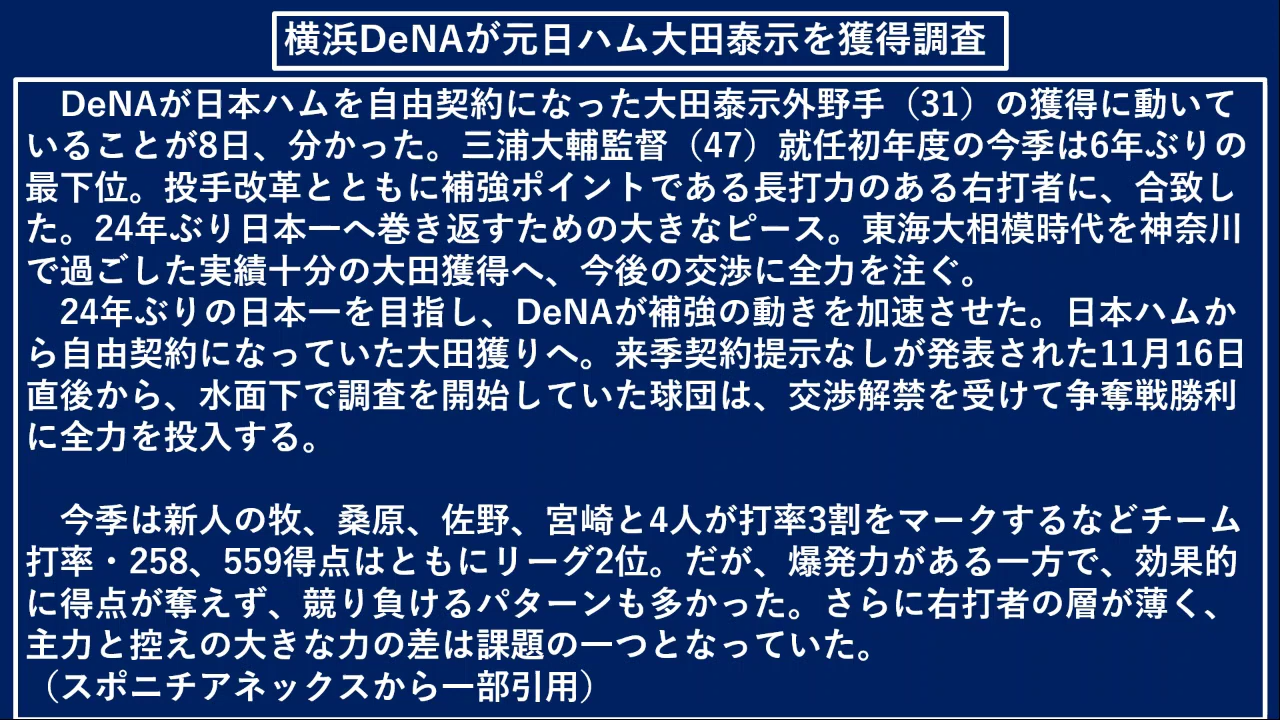 横浜DeNAが元日ハム大田泰示を獲得調査
　DeNAが日本ハムを自由契約になった大田泰示外野手（31）の獲得に動いて
いることが8日、分かった。三浦大輔監督（47）就任初年度の今季は6年ぶりの
最下位。投手改革とともに補強ポイントである長打力のある右打者に、合致し
た。24年ぶり日本一へ巻き返すための大きなピース。東海大相模時代を神奈川
で過ごした実績十分の大田獲得へ、今後の交渉に全力を注ぐ。
　24年ぶりの日本一を目指し、DeNAが補強の動きを加速させた。日本ハムか
ら自由契約になっていた大田獲りへ。来季契約提示なしが発表された11月16日
直後から、水面下で調査を開始していた球団は、交渉解禁を受けて争奪戦勝利
に全力を投入する。
　今季は新人の牧、桑原、佐野、宮崎と4人が打率3割をマークするなどチーム
打率・258、559得点はともにリーグ2位。だが、爆発力がある一方で、効果的
に得点が奪えず、競り負けるパターンも多かった。さらに右打者の層が薄く、
主力と控えの大きな力の差は課題の一つとなっていた。
（スポニチアネックスから一部引用）